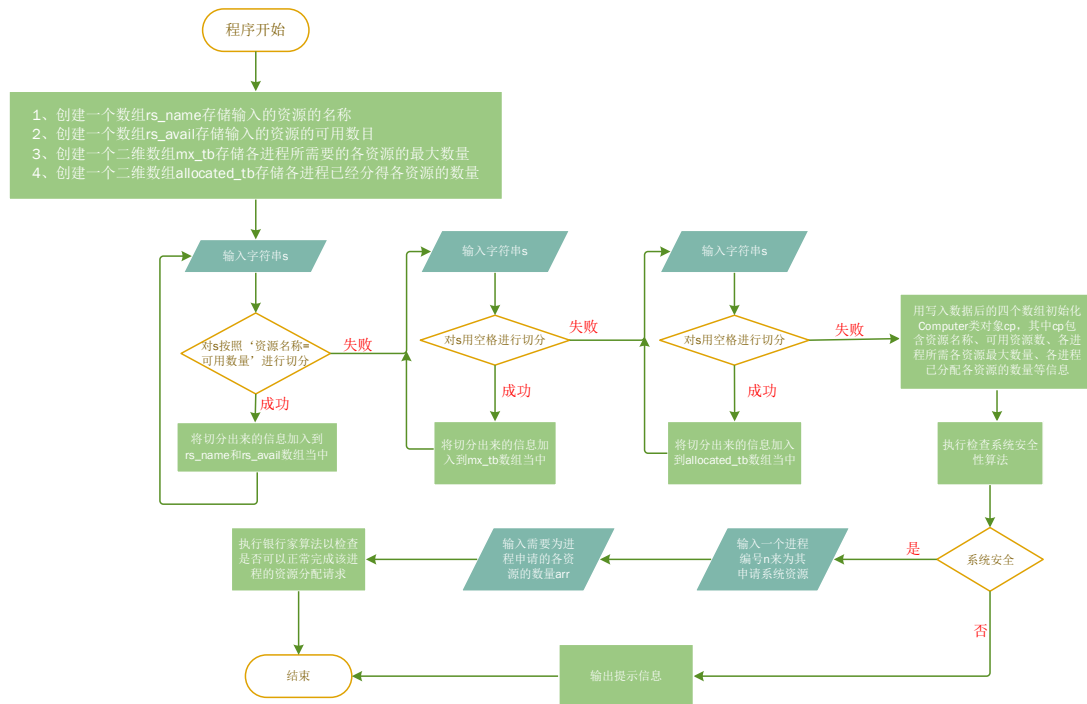 程序开始
1、创建一个数组rs_name存储输入的资源的名称
2、创建一个数组rs_avail存储输入的资源的可用数目
3、创建一个二维数组mx_tb存储各进程所需要的各资源的最大数量
4、创建一个二维数组allocated_tb存储各进程已经分得各资源的数量
输入字符串s
对s按照‘资源名称=
可用数量’进行切分
失败
成功
将切分出来的信息加入到
rs_name和rs_avail数组当中
输入字符串s
对s用空格进行切分
失败
成功
将切分出来的信息加
入到mx_tb数组当中
输入字符串s
对s用空格进行切分
失败
成功
将切分出来的信息加入
到allocated_tb数组当中
用写入数据后的四个数组初始化
Computer类对象cp，其中cp包
含资源名称、可用资源数、各进
程所需各资源最大数量、各进程
已分配各资源的数量等信息
执行检查系统安全
性算法
系统安全
是
输入一个进程
编号n来为其
申请系统资源
输入需要为进
程申请的各资
源的数量arr
执行银行家算法以检查
是否可以正常完成该进
程的资源分配请求
否
输出提示信息
结束